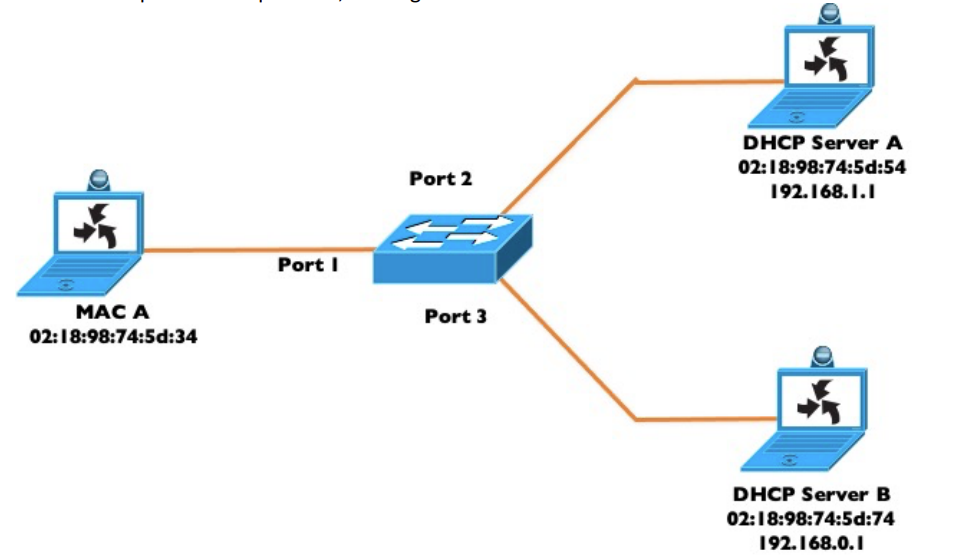 DHCP Server A
02:18:98:74:5d:54
192.168.1.1
Port 2
Port 1
MAC A
02:18:98:74:5d:34
Port 3
DHCP Server B
02:18:98:74:5d:74
192.168.0.1